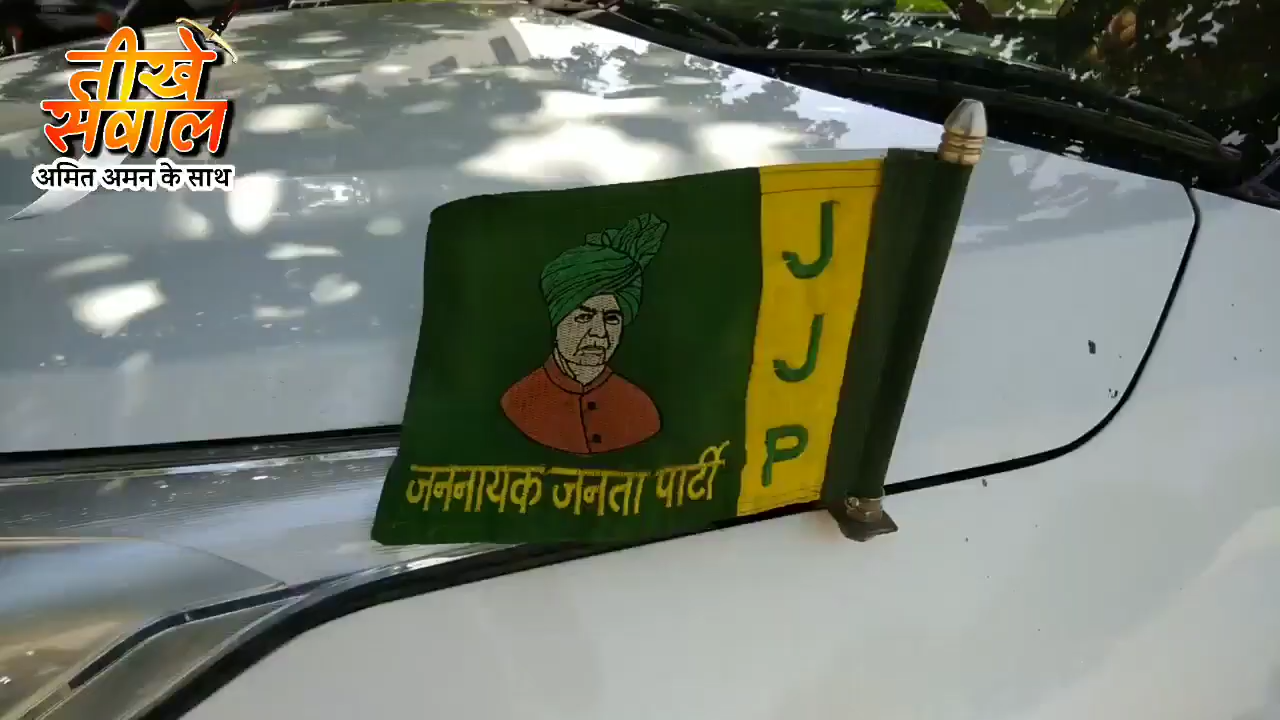 तीखे
सवाल
अमित अमन के साथ
J
J
P
जननायक जनता पार्टी